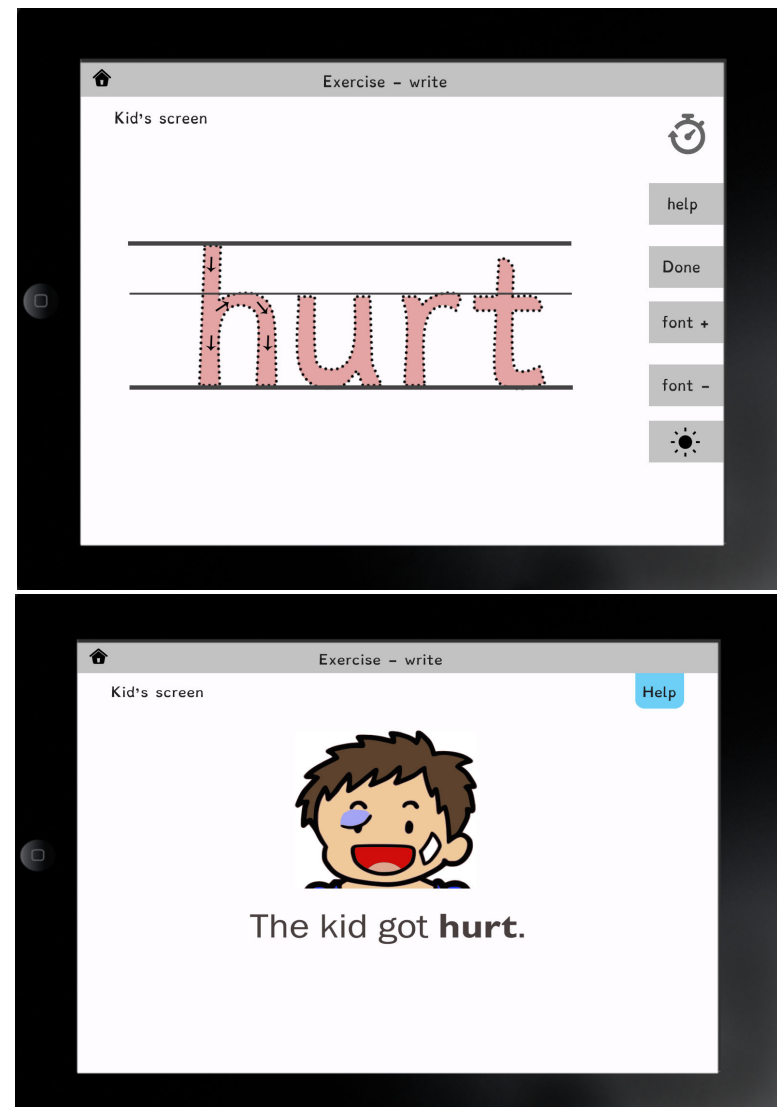 Exercise – write
Kid's screen
help
hurt
Done
font +
font –
Exercise – write
Kid's screen
Help
The kid got hurt.